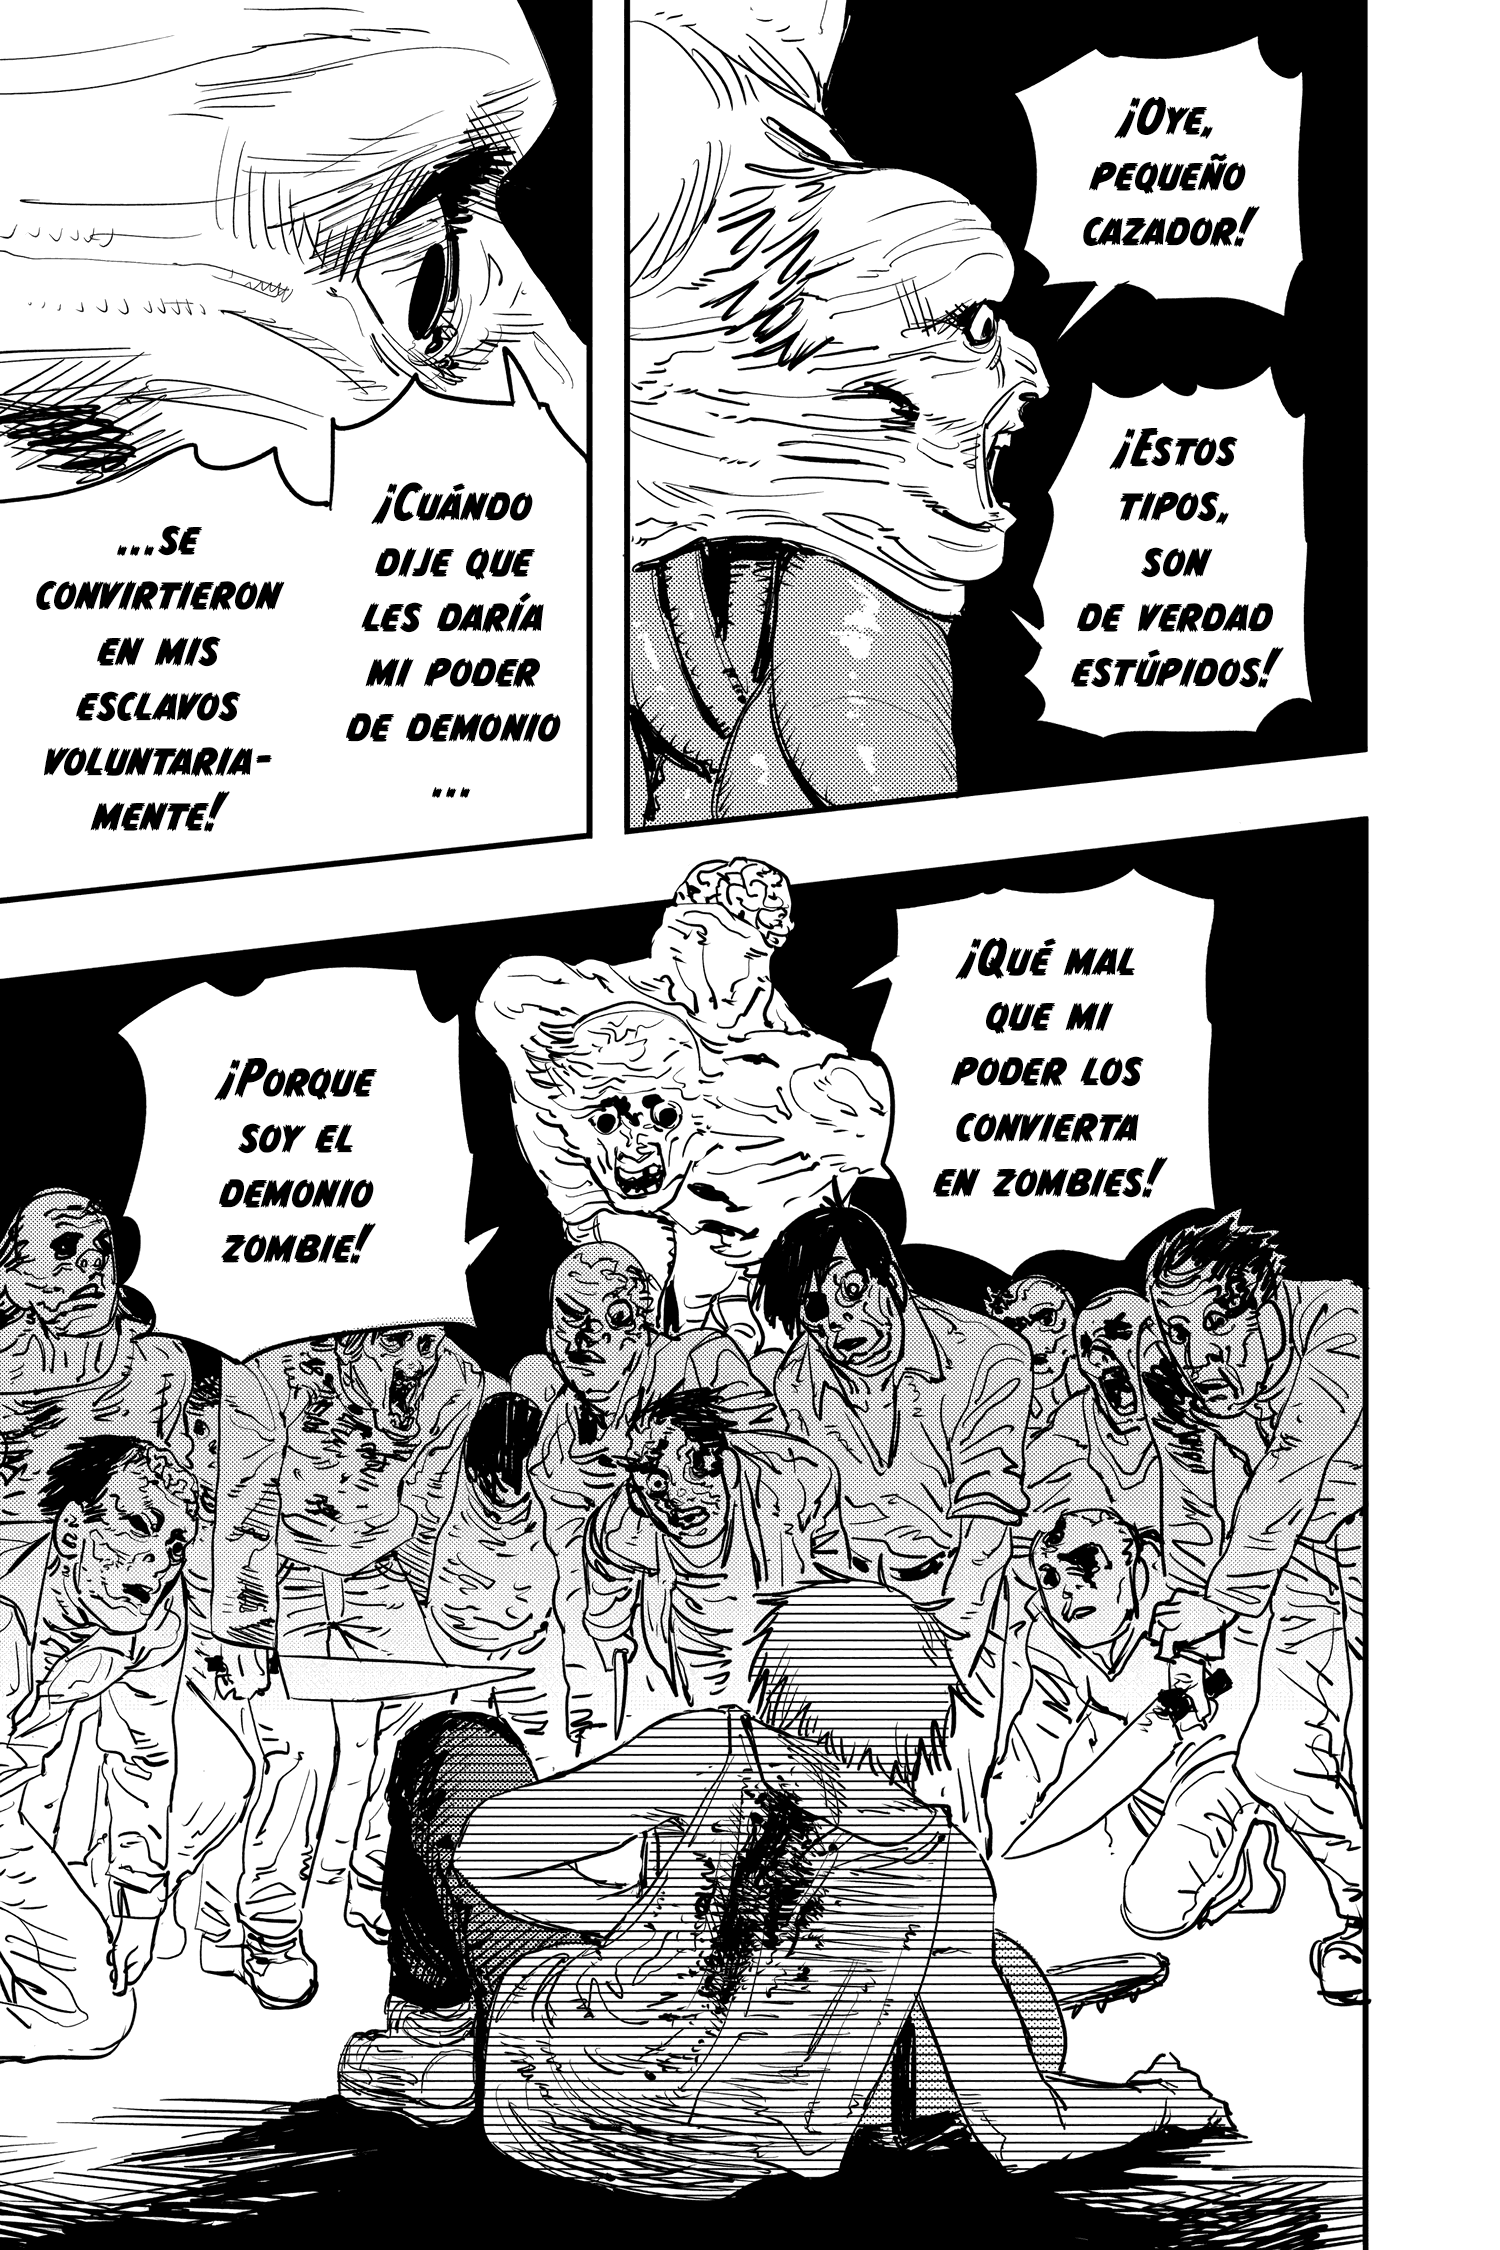 ¡Oye,
pequeño
cazador!
¡Estos
tipos,
son
de verdad
estúpidos!
¡Cuándo
dije que
les daría
mi poder
de demonio
...
...se
convirtieron
en mis
esclavos
voluntaria-
mente!
¡Qué mal
que mi
poder los
convierta
en zombies!
¡Porque
soy el
demonio
zombie!